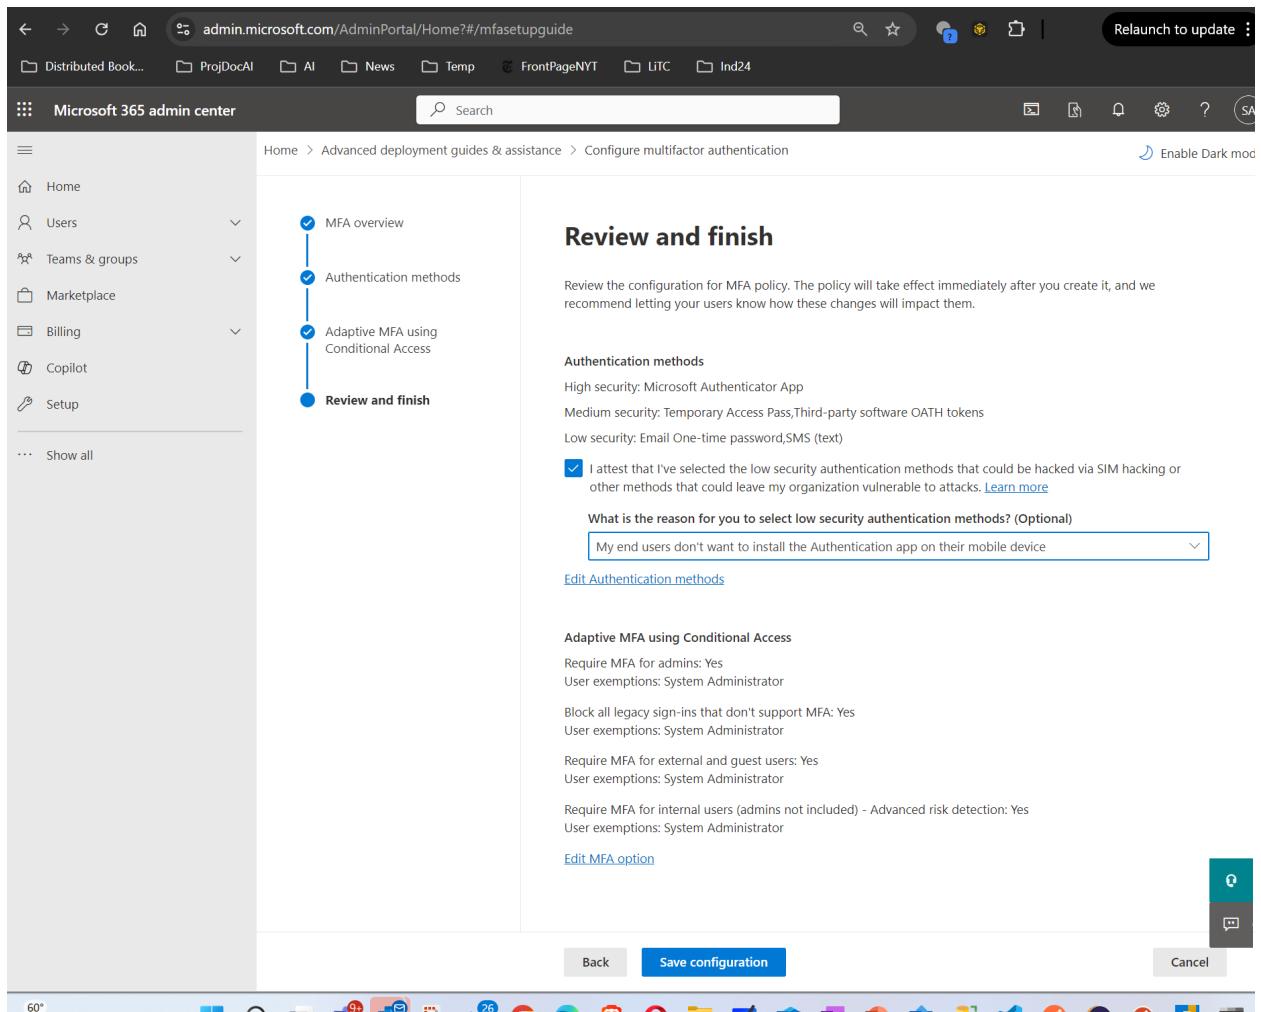 admin.microsoft.com/AdminPortal/Home?#/mfasetupguide
Relaunch to update
Distributed Book...
ProjDocAI
AI
News
Temp
FrontPageNYT
LiTC
Ind24
Microsoft 365 admin center
Search
SA
Home > Advanced deployment guides & assistance > Configure multifactor authentication
Enable Dark mod
Home
Users
Teams & groups
Marketplace
Billing
Copilot
Setup
Show all
MFA overview
Authentication methods
Adaptive MFA using
Conditional Access
Review and finish
Review and finish
Review the configuration for MFA policy. The policy will take effect immediately after you create it, and we
recommend letting your users know how these changes will impact them.
Authentication methods
High security: Microsoft Authenticator App
Medium security: Temporary Access Pass,Third-party software OATH tokens
Low security: Email One-time password,SMS (text)
I attest that I've selected the low security authentication methods that could be hacked via SIM hacking or
other methods that could leave my organization vulnerable to attacks. Learn more
What is the reason for you to select low security authentication methods? (Optional)
My end users don't want to install the Authentication app on their mobile device
Edit Authentication methods
Adaptive MFA using Conditional Access
Require MFA for admins: Yes
User exemptions: System Administrator
Block all legacy sign-ins that don't support MFA: Yes
User exemptions: System Administrator
Require MFA for external and guest users: Yes
User exemptions: System Administrator
Require MFA for internal users (admins not included) - Advanced risk detection: Yes
User exemptions: System Administrator
Edit MFA option
Back
Save configuration
Cancel
60°
9+
26